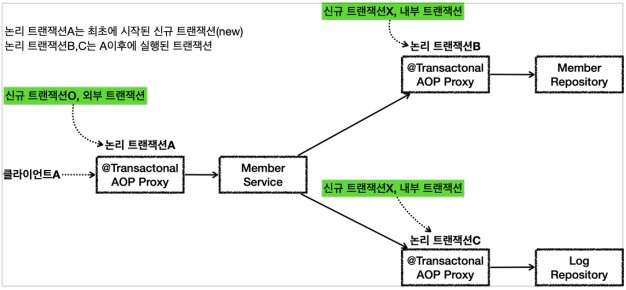 논리 트랜잭션A는 최초에 시작된 신규 트랜잭션(new)
논리 트랜잭션B,C는 A이후에 실행된 트랜잭션
신규 트랜잭션X, 내부 트랜잭션
논리 트랜잭션B
@Transactonal
AOP Proxy
Member
Repository
신규 트랜잭션O, 외부 트랜잭션
논리 트랜잭션A
클라이언트A
@Transactonal
AOP Proxy
Member
Service
신규 트랜잭션X, 내부 트랜잭션
논리 트랜잭션C
@Transactonal
AOP Proxy
Log
Repository